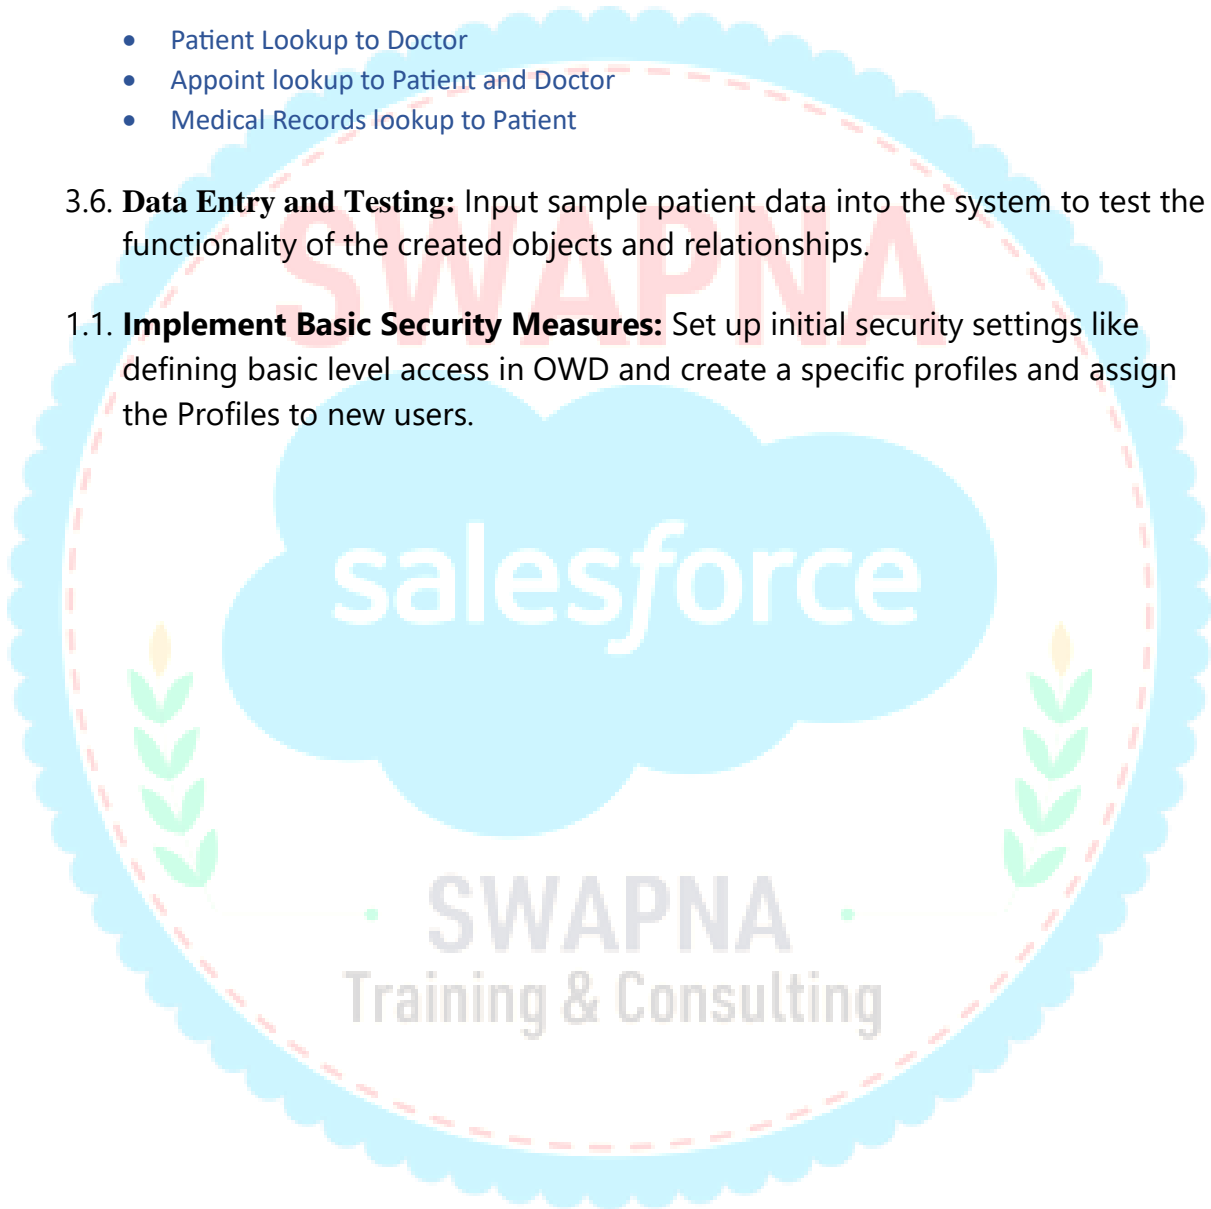 • Patient Lookup to Doctor
• Appoint lookup to Patient and Doctor
• Medical Records lookup to Patient
3.6. Data Entry and Testing: Input sample patient data into the system to test the
functionality of the created objects and relationships.
SWAPNA
1.1. Implement Basic Security Measures: Set up initial security settings like
defining basic level access in OWD and create a specific profiles and assign
the Profiles to new users.
salesforce
SWAPNA
Training & Consulting